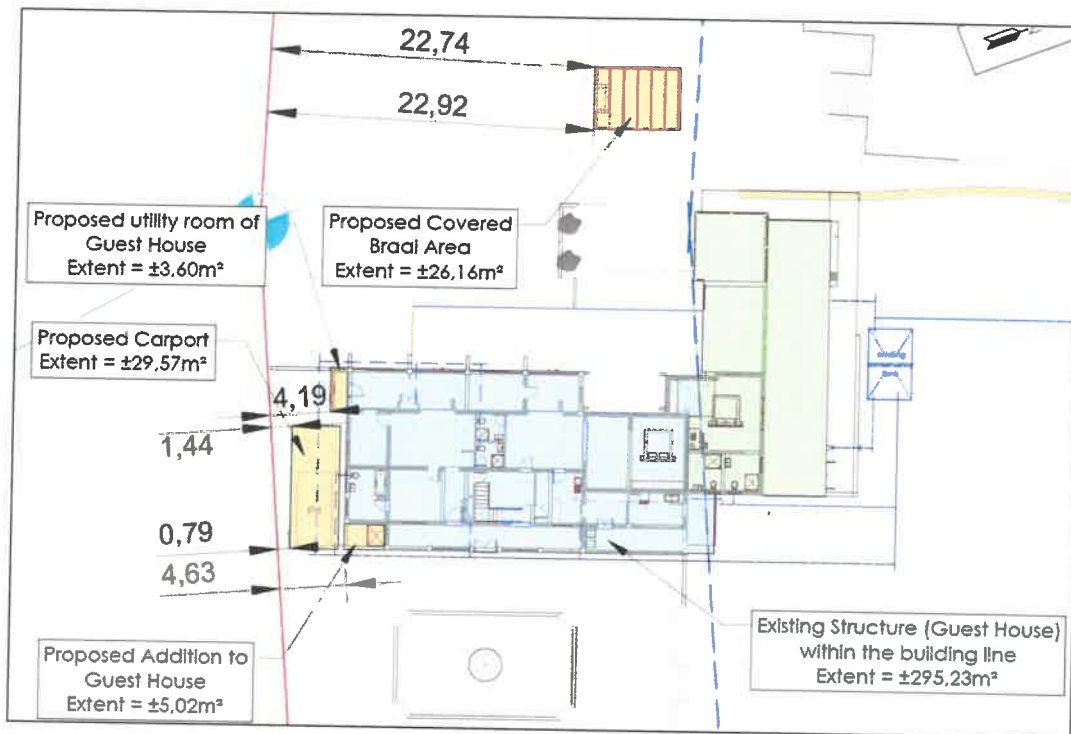 22,74
22,92
Proposed utility room of
Guest House
Extent = ±3,60m²
Proposed Covered
Braai Area
Extent = ±26,16m²
Proposed Carport
Extent = ±29,57m²
4,19
1,44
0,79
4,63
Proposed Addition to
Guest House
Extent = ±5,02m²
Existing Structure (Guest House)
within the building line
Extent = ±295,23m²